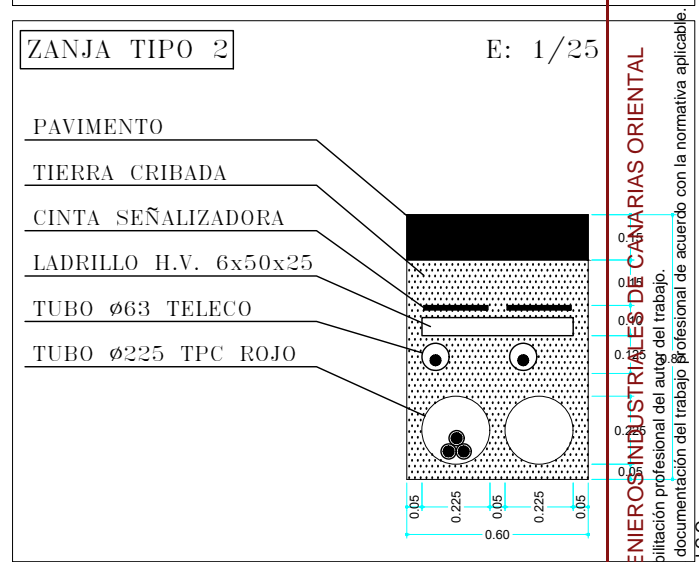 ZANJA TIPO 2
E: 1/25
PAVIMENTO
TIERRA CRIBADA
CINTA SEÑALIZADORA
LADRILLO H.V. 6x50x25
TUBO ø63 TELECO
TUBO ø225 TPC ROJO
0.15
0.15
0.10
0.125
0.225
0.05
0.05
0.225
0.05
0.225
0.05
0.60
ENIEROS INDUSTRIALES DE CANARIAS ORIENTAL
bilitación profesional del autor del trabajo.
documentación del trabajo profesional de acuerdo con la normativa aplicable.